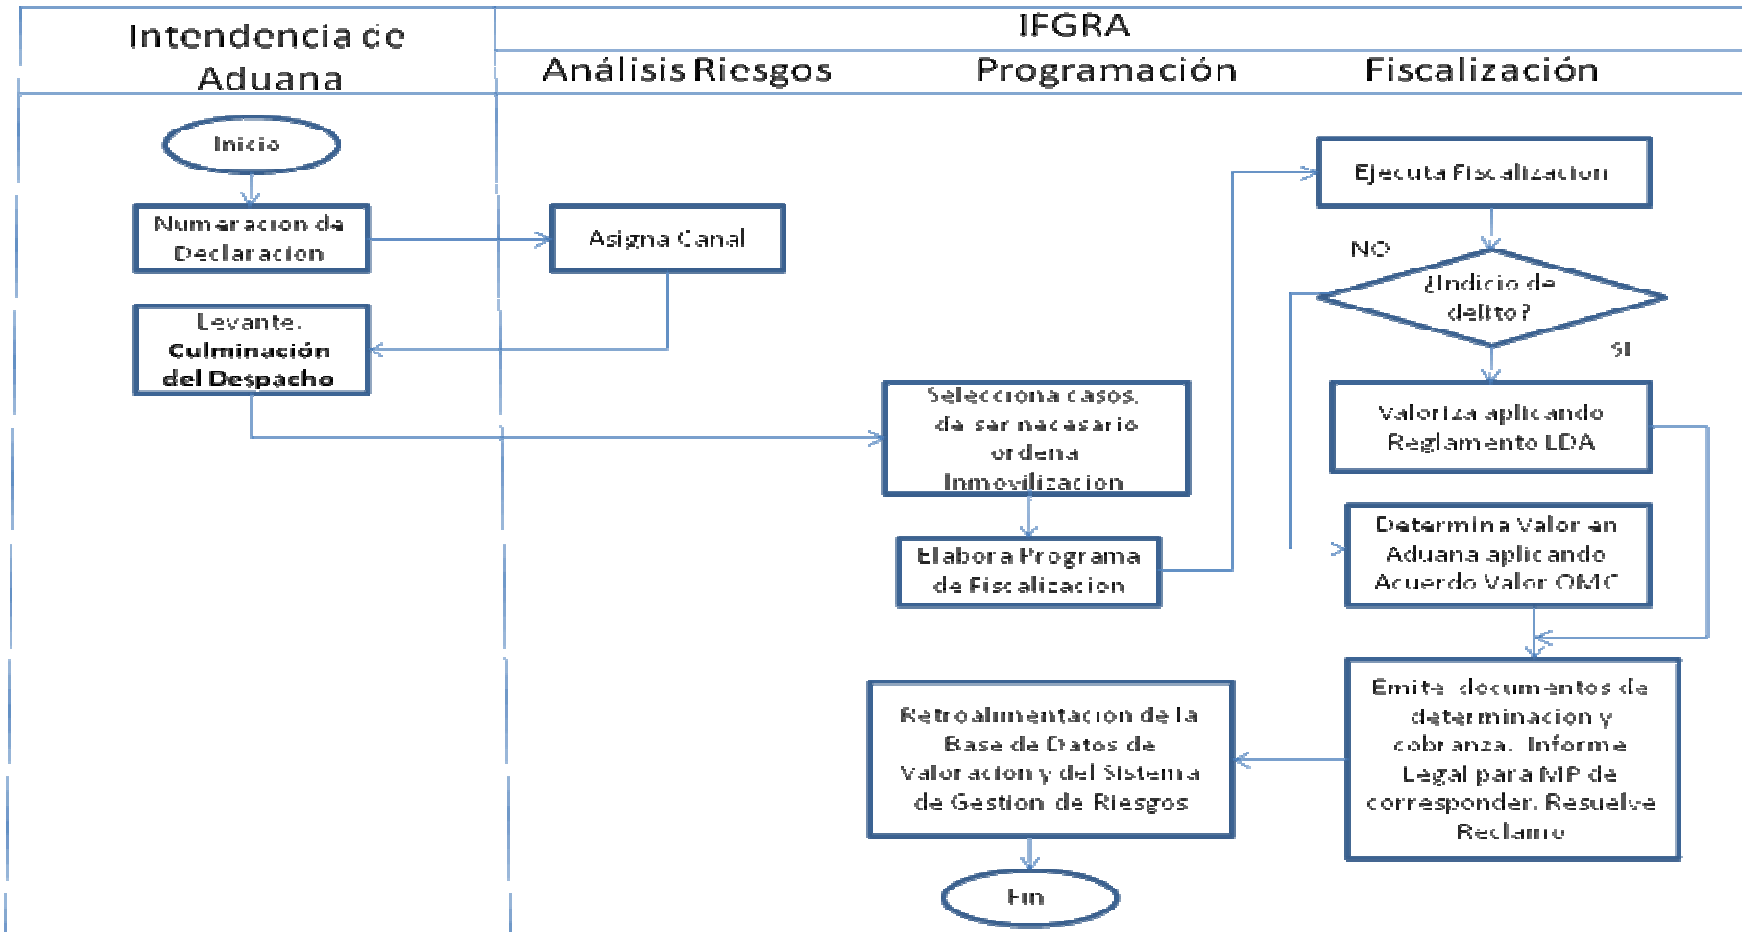 Intendencia de
Aduana
IFGRA
Análisis Riesgos
Programación
Fiscalización
Inicio
Numeracion de
Declaracion
Asigna Canal
Levante.
Culminación
del Despacho
Selecciona casos,
de ser necesario
ordena
Inmovilizacion
Elabora Programa
de Fiscalizacion
Ejecuta Fiscalizacion
NO
¿Indicio de
delito?
SI
Valoriza aplicando
Reglamento LDA
Determina Valor en
Aduana aplicando
Acuerdo Valor OMC
Emite documentos de
determinacion y
cobranza. Informe
Legal para MP de
corresponder. Resuelve
Reclamo
Retroalimentacion de la
Base de Datos de
Valoracion y del Sistema
de Gestion de Riesgos
Fin